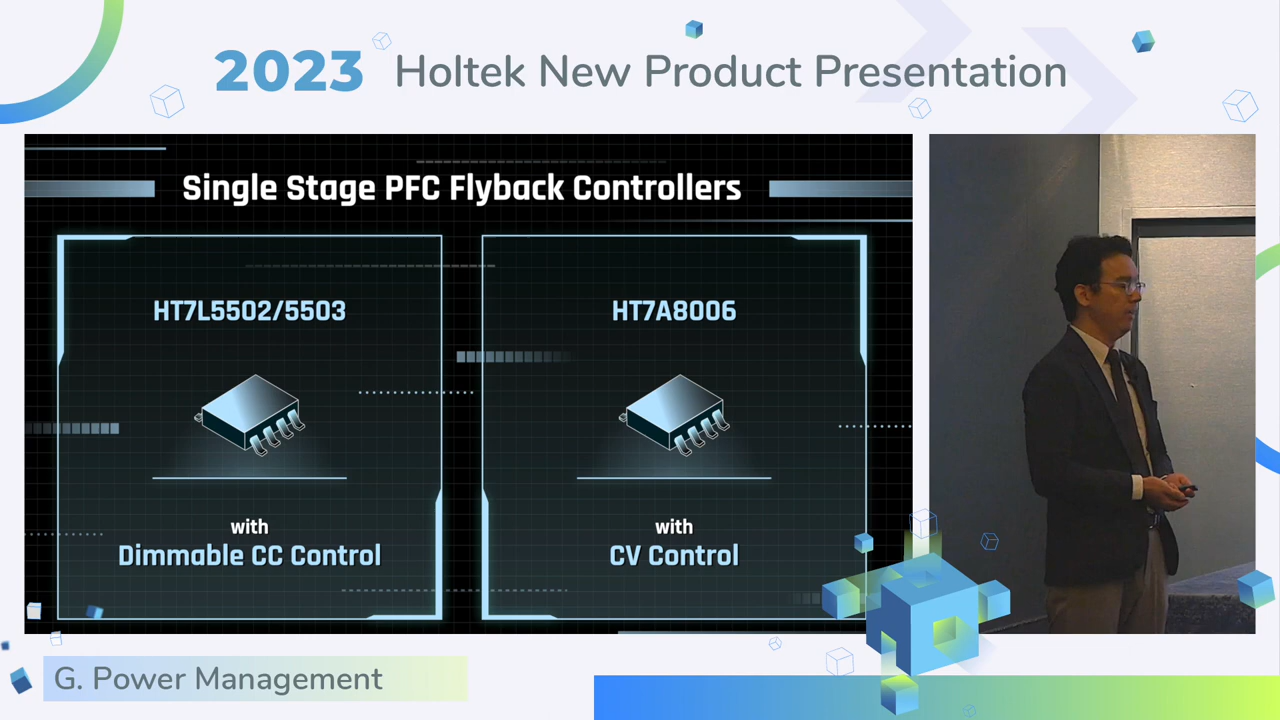 2023 Holtek New Product Presentation
Single Stage PFC Flyback Controllers
HT7L5502/5503
with
Dimmable CC Control
HT7A8006
with
CV Control
G. Power Management